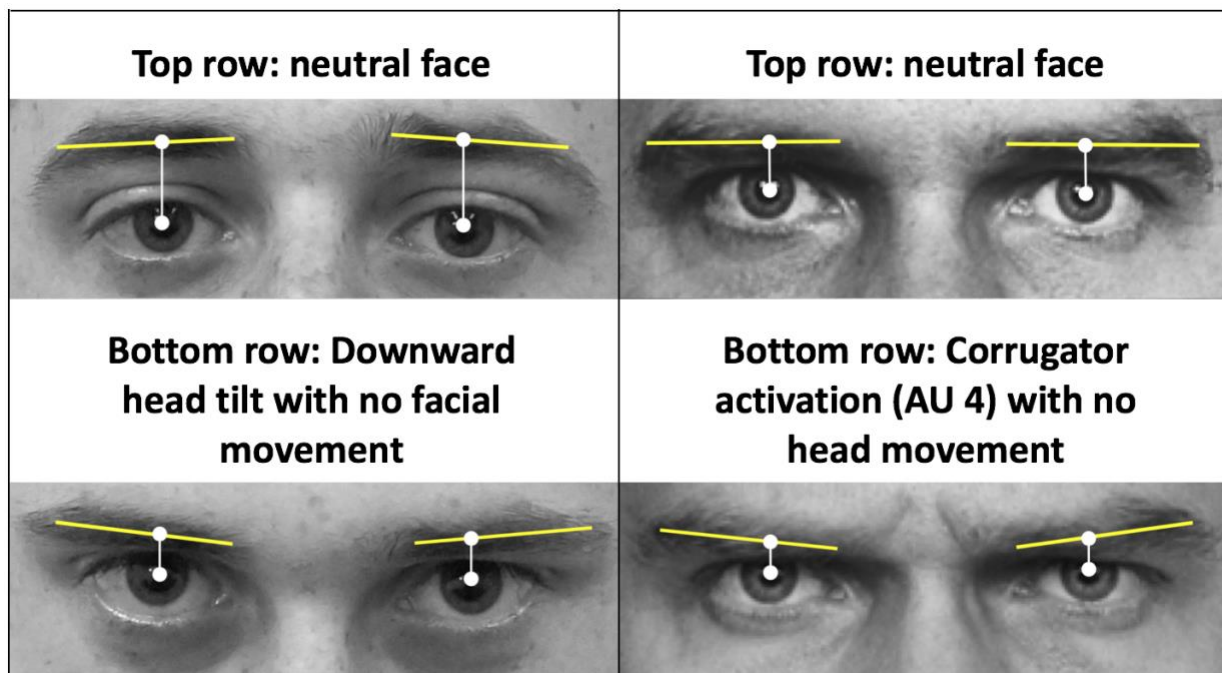 Top row: neutral face
Top row: neutral face
Bottom row: Downward
head tilt with no facial
movement
Bottom row: Corrugator
activation (AU 4) with no
head movement